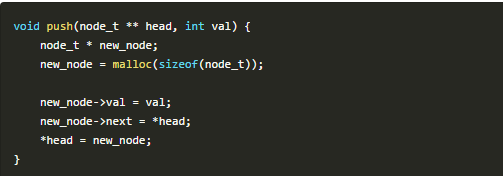 void push(node_t ** head, int val) {
    node_t * new_node;
    new_node = malloc(sizeof(node_t));

    new_node->val = val;
    new_node->next = *head;
    *head = new_node;
}